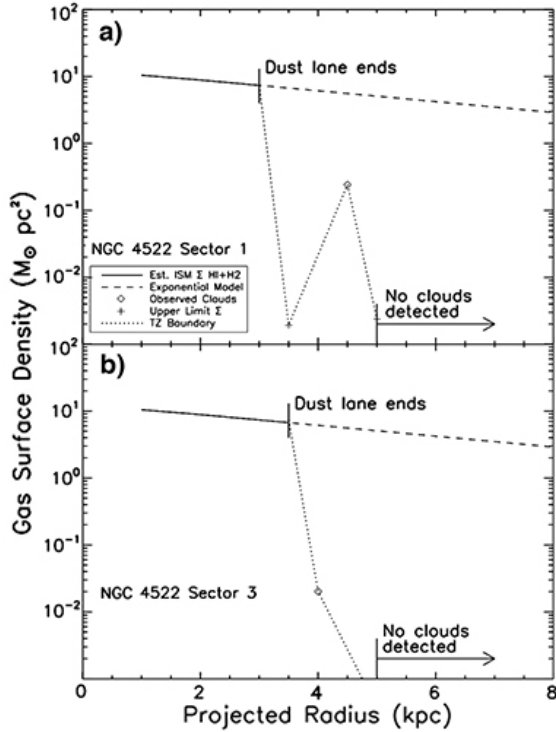 a)
10²
10¹
10⁰
10⁻¹
10⁻²
Dust lane ends
NGC 4522 Sector 1
Est. ISM Σ HI+H2
Exponential Model
Observed Clouds
Upper Limit Σ
TZ Boundary
No clouds
detected
Gas Surface Density (M⊙ pc²)
b)
10²
10¹
10⁰
10⁻¹
10⁻²
Dust lane ends
NGC 4522 Sector 3
No clouds
detected
0 2 4 6 8
Projected Radius (kpc)